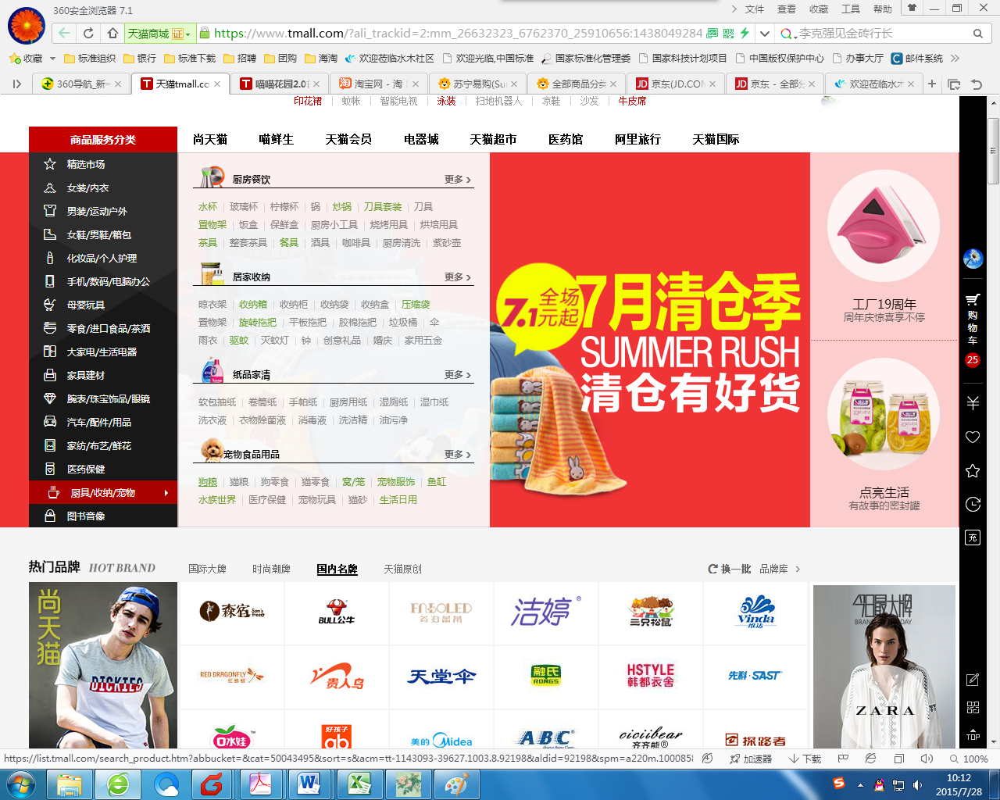 360安全浏览器 7.1
文件 查看 收藏 工具 帮助
天猫商城 证 https://www.tmall.com/?ali_trackid=2:mm_26632323_6762370_25910656:1438049284 李克强见金砖行长
收藏 标准组织 银行 标准下载 招聘 团购 海淘 欢迎莅临水木社区 欢迎光临,中国标准 国家标准化管理委 国家科技计划项目 中国版权保护中心 办事大厅 邮件系统
360导航_新一 天猫tmall.cc 喵喵花园2.0首 淘宝网 - 淘 苏宁易购(Sun 全部商品分类 京东(JD.COM 京东 - 全部分 欢迎莅临水木
印花裙 蚊帐 智能电视 泳装 扫地机器人 凉鞋 沙发 牛皮席
商品服务分类 尚天猫 喵鲜生 天猫会员 电器城 天猫超市 医药馆 阿里旅行 天猫国际
精选市场
女装/内衣
男装/运动户外
女鞋/男鞋/箱包
化妆品/个人护理
手机/数码/电脑办公
母婴玩具
零食/进口食品/茶酒
大家电/生活电器
家具建材
腕表/珠宝饰品/眼镜
汽车/配件/用品
家纺/布艺/鲜花
医药保健
厨具/收纳/宠物
图书音像
厨房餐饮 更多
水杯 玻璃杯 柠檬杯 锅 炒锅 刀具套装 刀具
置物架 饭盒 保鲜盒 厨房小工具 烧烤用具 烘培用具
茶具 整套茶具 餐具 酒具 咖啡具 厨房清洗 紫砂壶
居家收纳 更多
晾衣架 收纳箱 收纳柜 收纳袋 收纳盒 压缩袋
置物架 旋转拖把 平板拖把 胶棉拖把 垃圾桶 伞
雨衣 驱蚊 灭蚊灯 钟 创意礼品 婚庆 家用五金
纸品家清 更多
软包抽纸 卷筒纸 手帕纸 厨房用纸 湿厕纸 湿巾纸
洗衣液 衣物除菌液 消毒液 洗洁精 油污净
宠物食品用品 更多
狗粮 猫粮 狗零食 猫零食 窝/笼 宠物服饰 鱼缸
水族世界 医疗保健 宠物玩具 猫砂 生活日用
全场
7.1元起
7月清仓季
SUMMER RUSH
清仓有好货
工厂19周年
周年庆惊喜享不停
点亮生活
有故事的密封罐
购
物
车
25
充
TOP
热门品牌 HOT BRAND 国际大牌 时尚潮牌 国内名牌 天猫原创 换一批 品牌库
尚天猫
DICKIES
森宿 BULL公牛 FANBOLED 洁婷 三只松鼠 Vinda 维达
RED DRAGONFLY 红蜻蜓 贵人鸟 天堂伞 融氏 RONGS HSTYLE 韩都衣舍 先科·SAST
口水娃 好孩子 gb 美的 Midea ABC ciciibear 齐齐熊 探路者
今日最大牌
ZARA
https://list.tmall.com/search_product.htm?abbucket=&cat=50043495&sort=s&acm=tt-1143093-39627.1003.8.92198&aldid=92198&spm=a220m.100085 加速器 下载 100%
10:12
2015/7/28